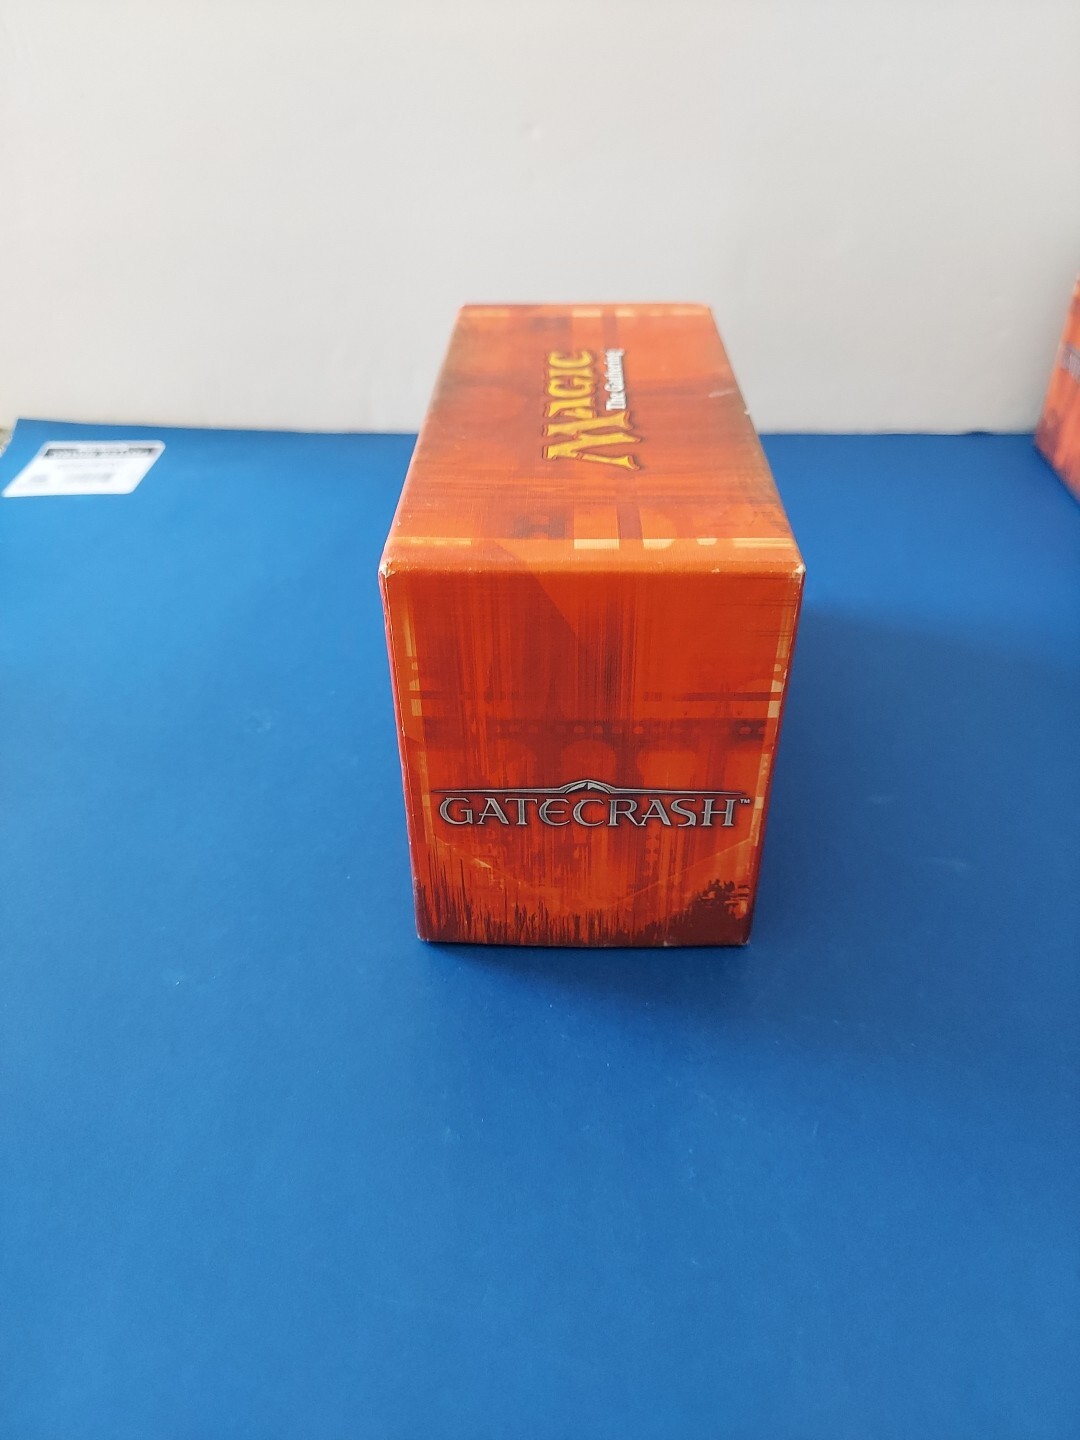 MAGIC
The Gathering
GATECRASH™